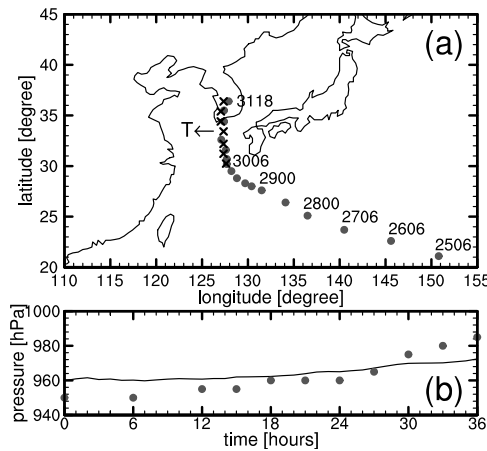 45
40
35
30
25
20
latitude [degree]
(a)
3118
T←
3006
2900
2800
2706
2606
2506
110 115 120 125 130 135 140 145 150 155
longitude [degree]
1000
980
960
940
pressure [hPa]
(b)
0 6 12 18 24 30 36
time [hours]